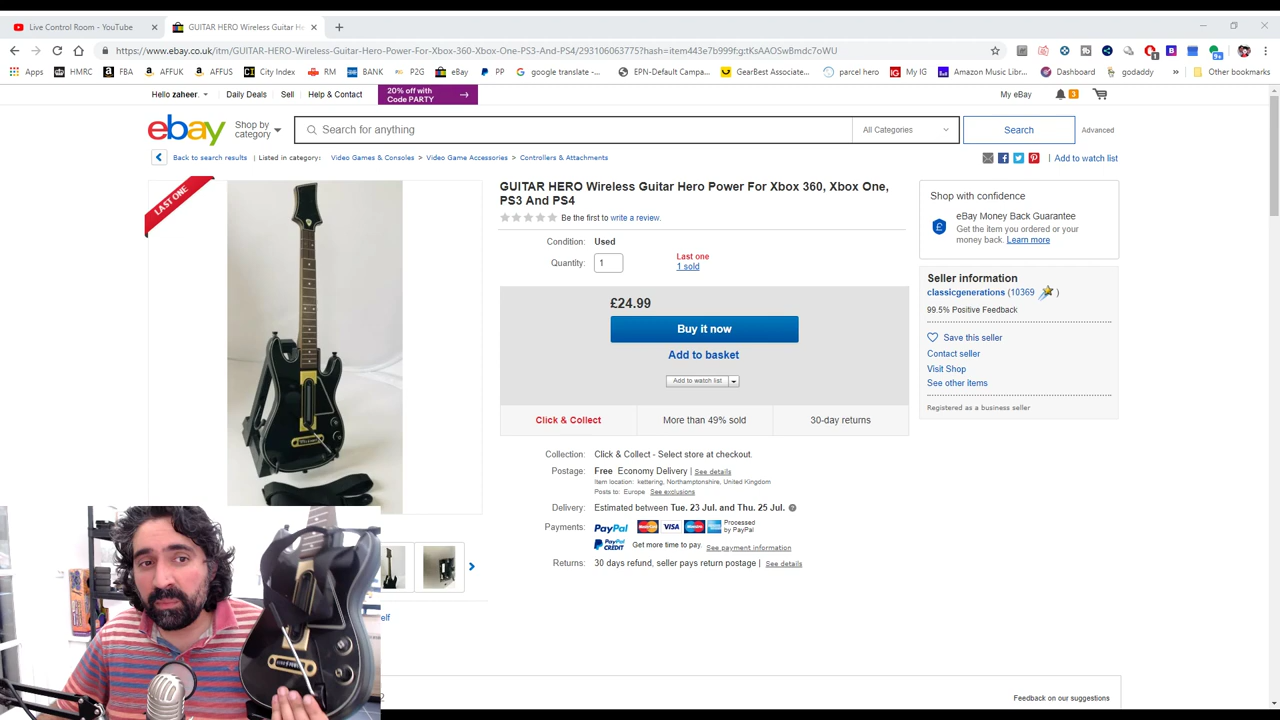 Live Control Room - YouTube
GUITAR HERO Wireless Guitar He
https://www.ebay.co.uk/itm/GUITAR-HERO-Wireless-Guitar-Hero-Power-For-Xbox-360-Xbox-One-PS3-And-PS4/293106063775?hash=item443e7b999f:g:tKsAAOSwBmdc7oWU
Apps HMRC FBA AFFUK AFFUS City Index RM BANK P2G eBay PP google translate -... EPN-Default Campa... GearBest Associate... parcel hero My IG Amazon Music Libr... Dashboard godaddy » Other bookmarks
Hello zaheer. Daily Deals Sell Help & Contact
20% off with
Code PARTY
My eBay 3
ebay
Shop by
category
Search for anything All Categories Search Advanced
Back to search results | Listed in category: Video Games & Consoles > Video Game Accessories > Controllers & Attachments
| Add to watch list
LAST ONE
GUITAR HERO Wireless Guitar Hero Power For Xbox 360, Xbox One,
PS3 And PS4
Be the first to write a review.
Condition: Used
Quantity: 1
Last one
1 sold
£24.99
Buy it now
Add to basket
Add to watch list
Click & Collect More than 49% sold 30-day returns
Collection: Click & Collect - Select store at checkout.
Postage: Free Economy Delivery | See details
Item location: kettering, Northamptonshire, United Kingdom
Posts to: Europe See exclusions
Delivery: Estimated between Tue. 23 Jul. and Thu. 25 Jul.
Payments: PayPal MasterCard VISA Processed
by PayPal
PayPal
CREDIT
Get more time to pay. See payment information
Returns: 30 days refund, seller pays return postage | See details
Shop with confidence
eBay Money Back Guarantee
Get the item you ordered or your
money back. Learn more
Seller information
classicgenerations (10369 )
99.5% Positive Feedback
Save this seller
Contact seller
Visit Shop
See other items
Registered as a business seller
elf
Feedback on our suggestions